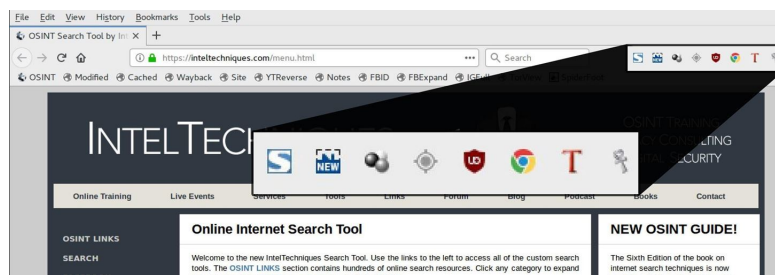 File Edit View History Bookmarks Tools Help
OSINT Search Tool by Int
https://inteltechniques.com/menu.html
Search
OSINT Modified Cached Wayback Site YTReverse Notes FBID FBExpand
NEW
UD
T
OSINT TRAINING
CONSULTING
SECURITY
Online Training Live Events Services Tools Links Forum Blog Podcast Books Contact
OSINT LINKS
SEARCH
Online Internet Search Tool
Welcome to the new IntelTechniques Search Tool. Use the links to the left to access all of the custom search
tools. The OSINT LINKS section contains hundreds of online search resources. Click any category to expand
NEW OSINT GUIDE!
The Sixth Edition of the book on
internet search techniques is now